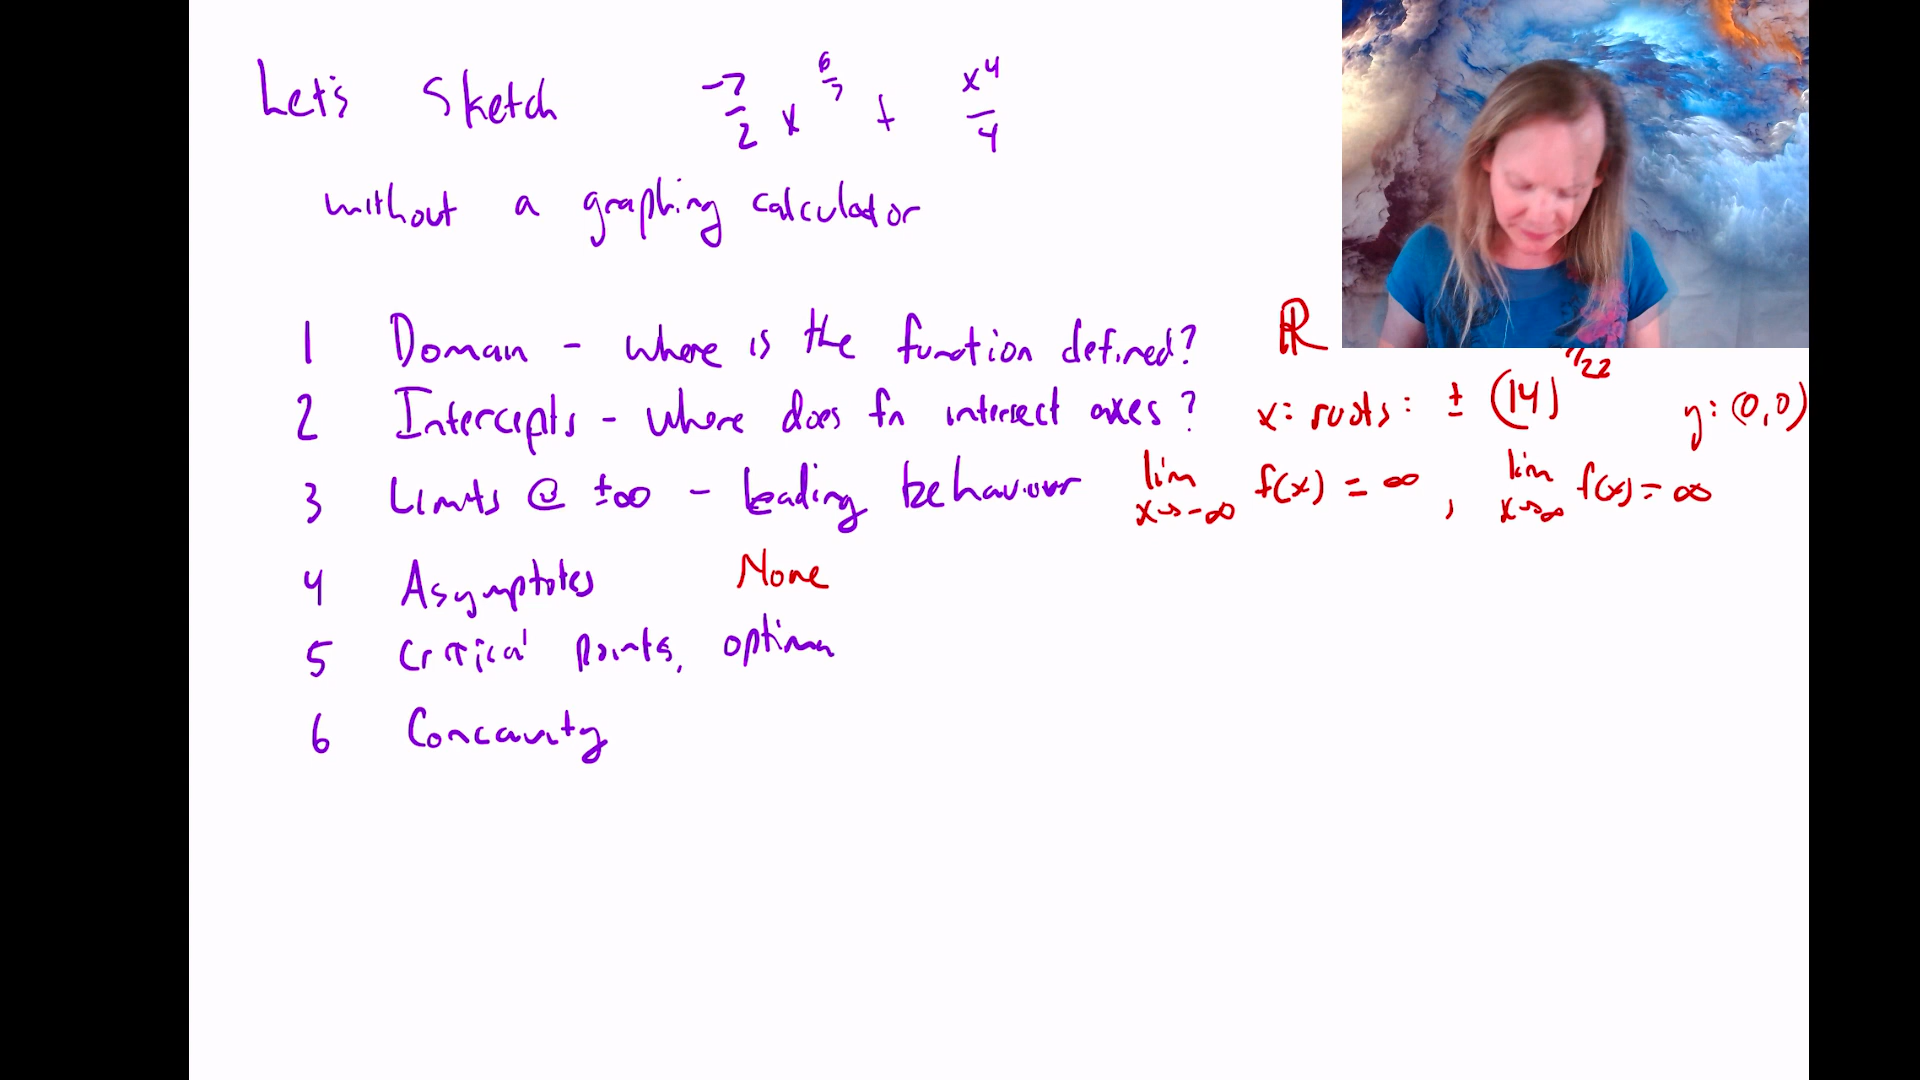 Let's Sketch -7/2 x^(6/7) + x^4/4
without a graphing calculator
1 Domain - where is the function defined? ℝ
2 Intercepts - where does fn intersect axes? x: roots: ± (14)^(7/22) y: (0,0)
3 Limits @ ±∞ - leading behaviour lim x→-∞ f(x) = ∞, lim x→∞ f(x) = ∞
4 Asymptotes None
5 Critical points, optima
6 Concavity